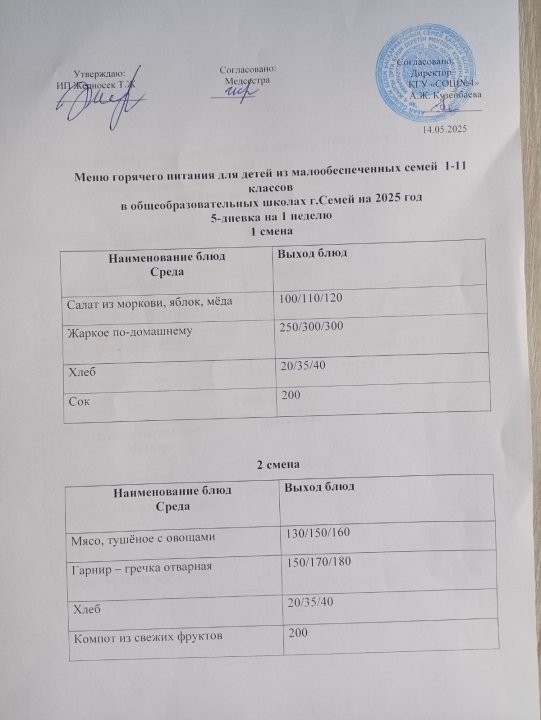 Утверждаю:
ИП Жерносек Т.Ж
Согласовано:
Медсестра
Согласовано:
Директор
КГУ «СОШ№4»
А.Ж. Кузенбаева
14.05.2025
Меню горячего питания для детей из малообеспеченных семей 1-11
классов
в общеобразовательных школах г.Семей на 2025 год
5-дневка на 1 неделю
1 смена
Наименование блюд Выход блюд
Среда
Салат из моркови, яблок, мёда 100/110/120
Жаркое по-домашнему 250/300/300
Хлеб 20/35/40
Сок 200
2 смена
Наименование блюд Выход блюд
Среда
Мясо, тушёное с овощами 130/150/160
Гарнир – гречка отварная 150/170/180
Хлеб 20/35/40
Компот из свежих фруктов 200